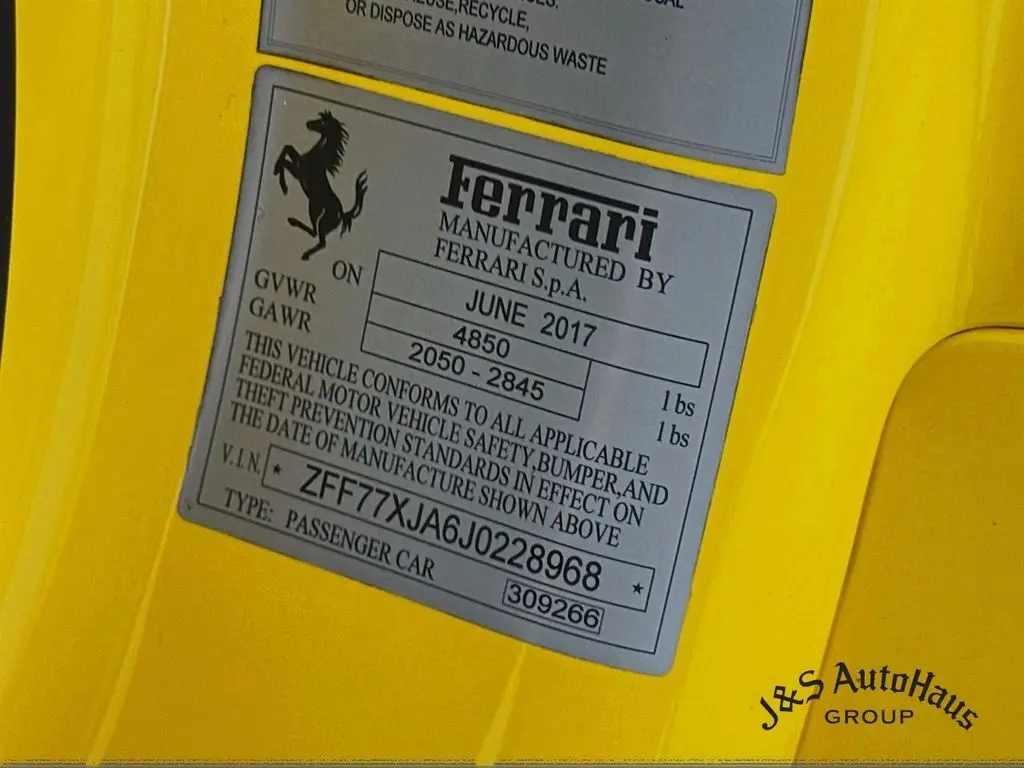 RECYCLE,
OR DISPOSE AS HAZARDOUS WASTE
Ferrari
MANUFACTURED BY
FERRARI S.p.A.
ON JUNE 2017
GVWR 4850 lbs
GAWR 2050 - 2845 lbs
THIS VEHICLE CONFORMS TO ALL APPLICABLE
FEDERAL MOTOR VEHICLE SAFETY,BUMPER,AND
THEFT PREVENTION STANDARDS IN EFFECT ON
THE DATE OF MANUFACTURE SHOWN ABOVE
V.I.N. * ZFF77XJA6J0228968 *
TYPE: PASSENGER CAR
309266
J&S AutoHaus
GROUP